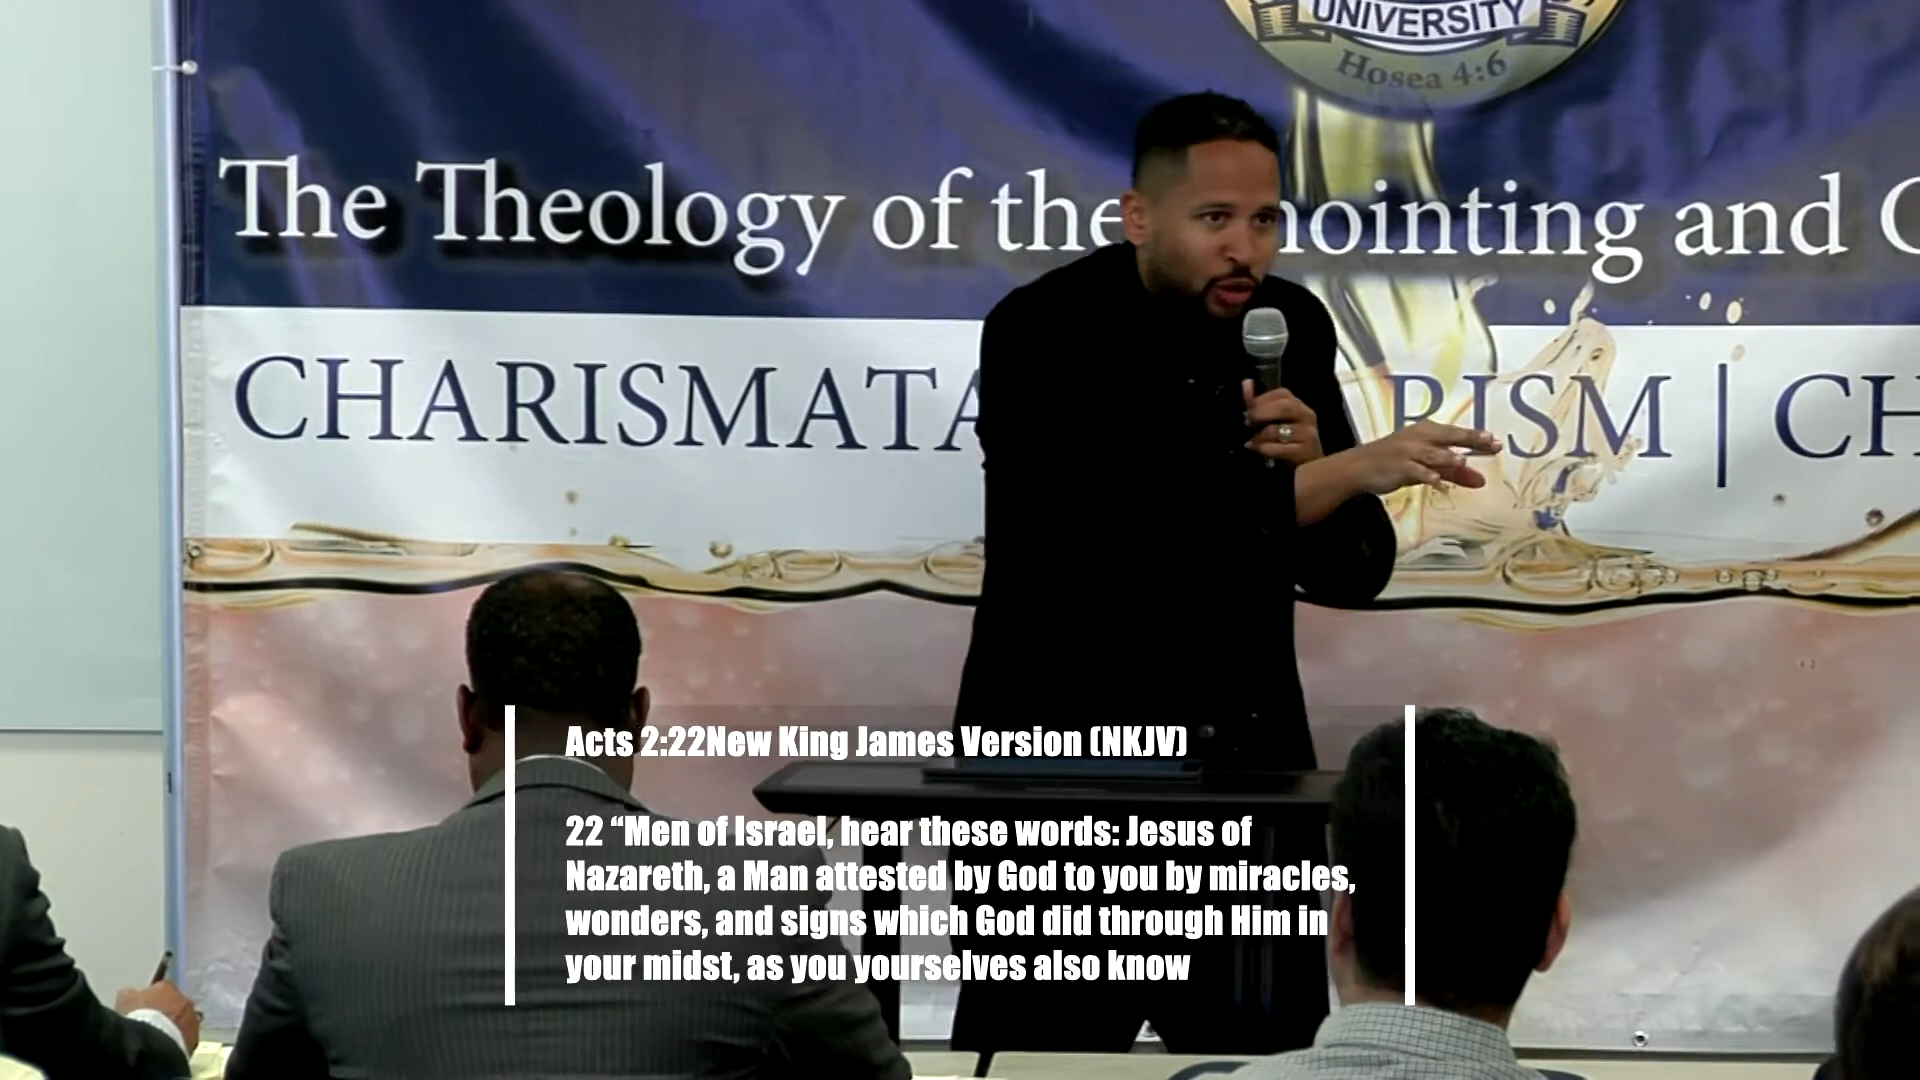 UNIVERSITY
Hosea 4:6
The Theology of the nointing and
CHARISMATA RISM | CH
Acts 2:22New King James Version (NKJV)
22 “Men of Israel, hear these words: Jesus of
Nazareth, a Man attested by God to you by miracles,
wonders, and signs which God did through Him in
your midst, as you yourselves also know